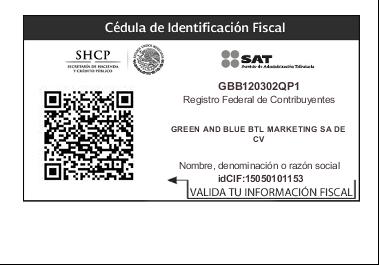 Cédula de Identificación Fiscal
SHCP
SECRETARÍA DE HACIENDA
Y CRÉDITO PÚBLICO
SAT
Servicio de Administración Tributaria
GBB120302QP1
Registro Federal de Contribuyentes
GREEN AND BLUE BTL MARKETING SA DE
CV
Nombre, denominación o razón social
idCIF:15050101153
VALIDA TU INFORMACIÓN FISCAL